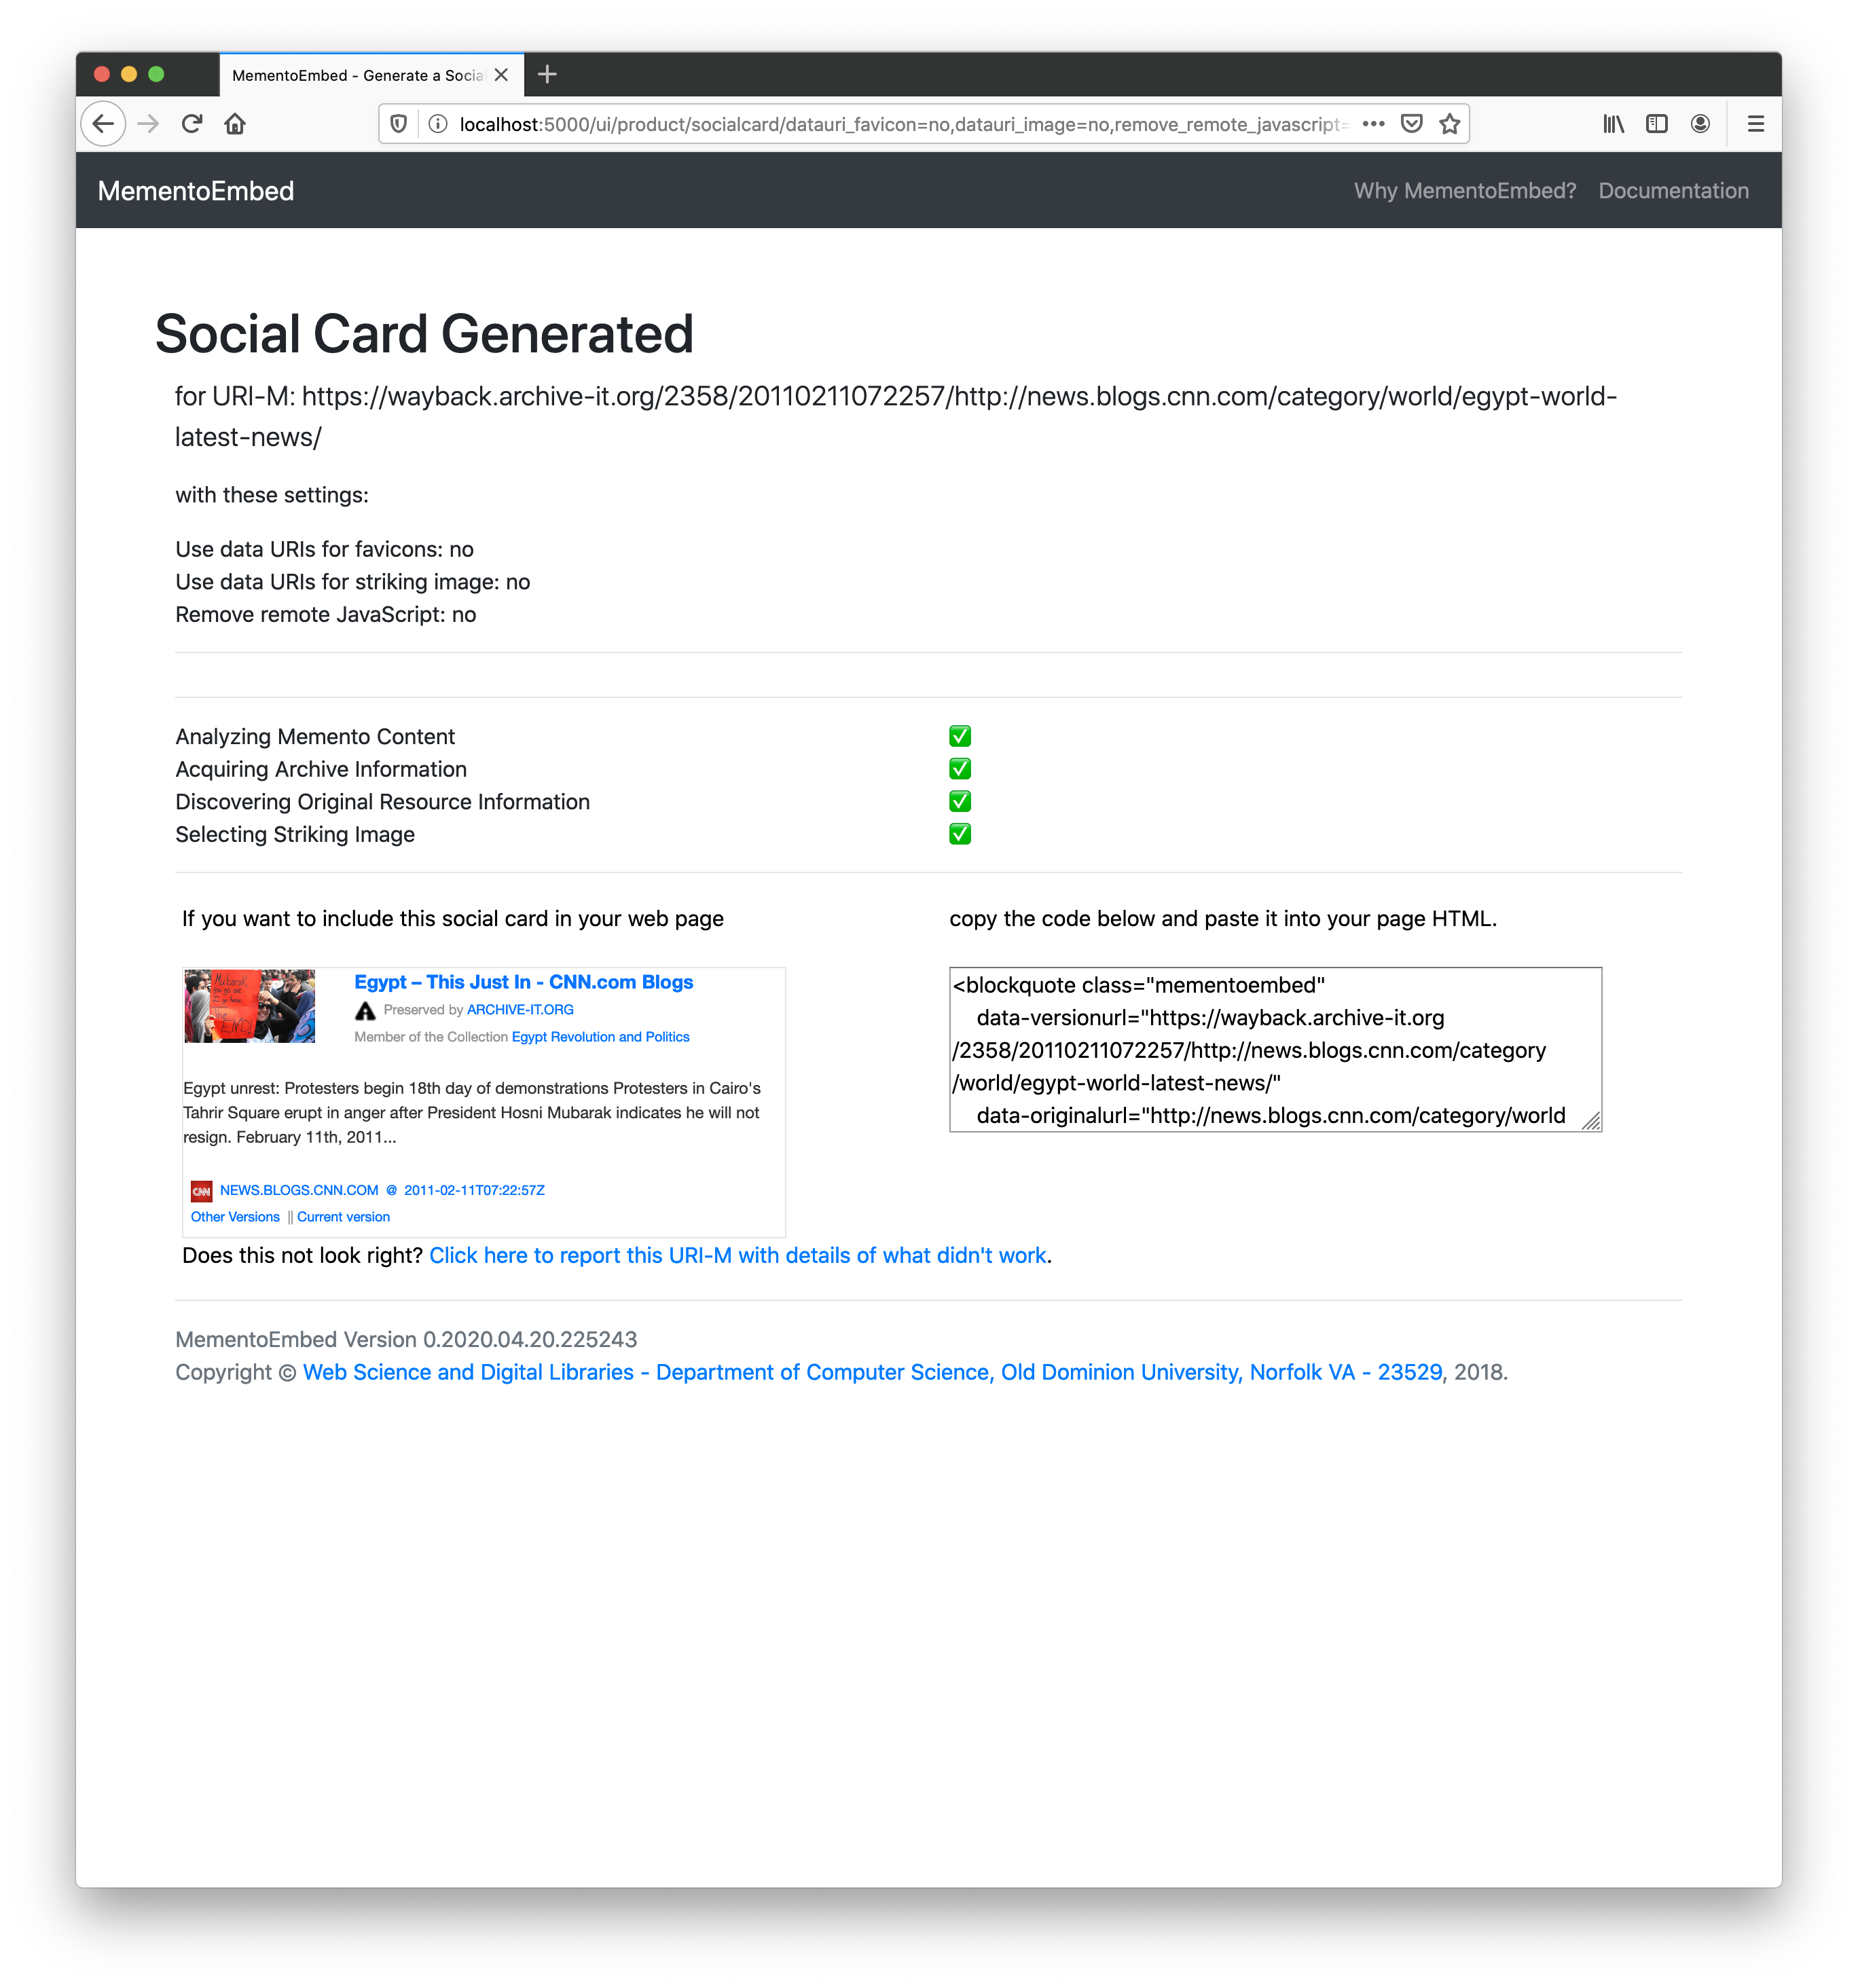 MementoEmbed - Generate a Socia
localhost:5000/ui/product/socialcard/datauri_favicon=no,datauri_image=no,remove_remote_javascript=
MementoEmbed
Why MementoEmbed? Documentation
Social Card Generated
for URI-M: https://wayback.archive-it.org/2358/20110211072257/http://news.blogs.cnn.com/category/world/egypt-world-
latest-news/
with these settings:
Use data URIs for favicons: no
Use data URIs for striking image: no
Remove remote JavaScript: no
Analyzing Memento Content ✅
Acquiring Archive Information ✅
Discovering Original Resource Information ✅
Selecting Striking Image ✅
If you want to include this social card in your web page
copy the code below and paste it into your page HTML.
Mubarak
The
END!
Egypt – This Just In - CNN.com Blogs
Preserved by ARCHIVE-IT.ORG
Member of the Collection Egypt Revolution and Politics
Egypt unrest: Protesters begin 18th day of demonstrations Protesters in Cairo's
Tahrir Square erupt in anger after President Hosni Mubarak indicates he will not
resign. February 11th, 2011...
CNN NEWS.BLOGS.CNN.COM @ 2011-02-11T07:22:57Z
Other Versions || Current version
<blockquote class="mementoembed"
data-versionurl="https://wayback.archive-it.org
/2358/20110211072257/http://news.blogs.cnn.com/category
/world/egypt-world-latest-news/"
data-originalurl="http://news.blogs.cnn.com/category/world
Does this not look right? Click here to report this URI-M with details of what didn't work.
MementoEmbed Version 0.2020.04.20.225243
Copyright © Web Science and Digital Libraries - Department of Computer Science, Old Dominion University, Norfolk VA - 23529, 2018.